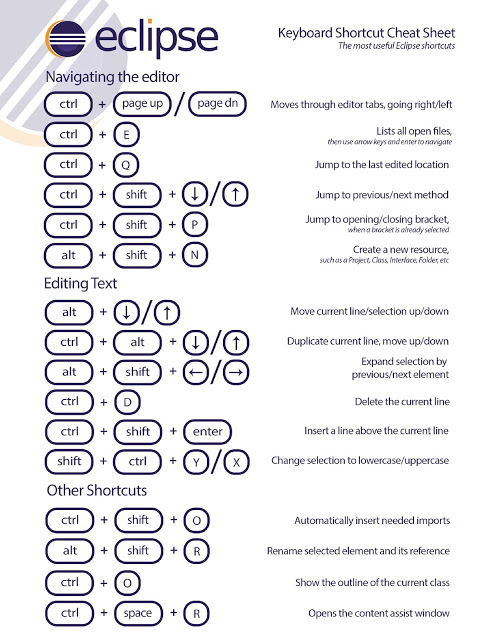 eclipse
Keyboard Shortcut Cheat Sheet
The most useful Eclipse shortcuts
Navigating the editor
ctrl + page up / page dn Moves through editor tabs, going right/left
ctrl + E Lists all open files,
then use arrow keys and enter to navigate
ctrl + Q Jump to the last edited location
ctrl + shift + ↓/↑ Jump to previous/next method
ctrl + shift + P Jump to opening/closing bracket,
when a bracket is already selected
alt + shift + N Create a new resource,
such as a Project, Class, Interface, Folder, etc
Editing Text
alt + ↓/↑ Move current line/selection up/down
ctrl + alt + ↓/↑ Duplicate current line, move up/down
alt + shift + ←/→ Expand selection by
previous/next element
ctrl + D Delete the current line
ctrl + shift + enter Insert a line above the current line
shift + ctrl + Y/X Change selection to lowercase/uppercase
Other Shortcuts
ctrl + shift + O Automatically insert needed imports
alt + shift + R Rename selected element and its reference
ctrl + O Show the outline of the current class
ctrl + space + R Opens the content assist window